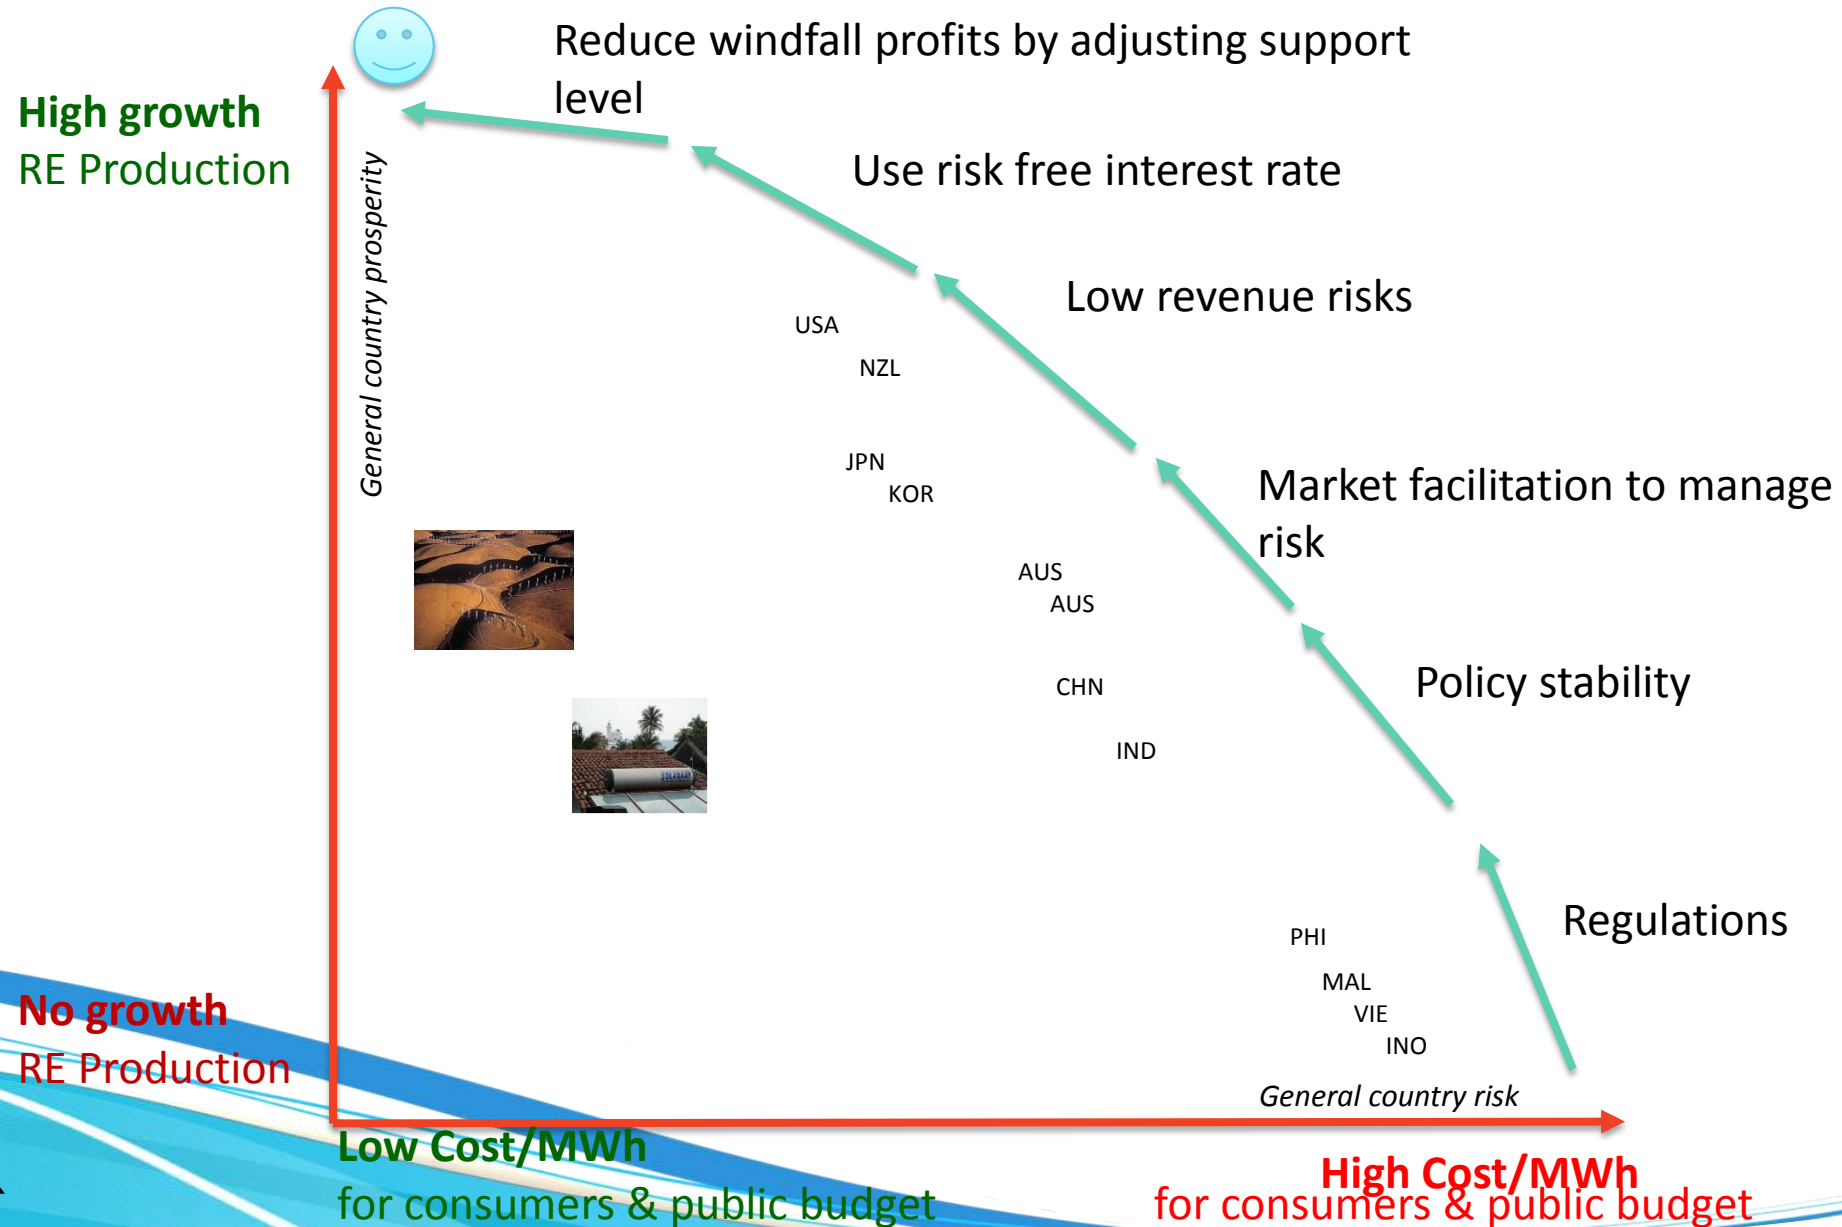 Reduce windfall profits by adjusting support
level
High growth
RE Production
Use risk free interest rate
General country prosperity
Low revenue risks
USA
NZL
JPN
KOR
Market facilitation to manage
risk
AUS
AUS
CHN
Policy stability
IND
SOLARAAY
Regulations
PHI
MAL
VIE
INO
No growth
RE Production
General country risk
Low Cost/MWh
for consumers & public budget
High Cost/MWh
for consumers & public budget